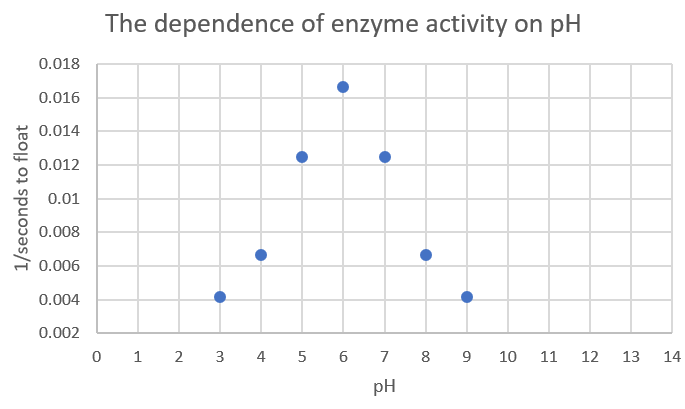 The dependence of enzyme activity on pH
0.018
0.016
0.014
0.012
0.01
0.008
0.006
0.004
0.002
1/seconds to float
0 1 2 3 4 5 6 7 8 9 10 11 12 13 14
pH